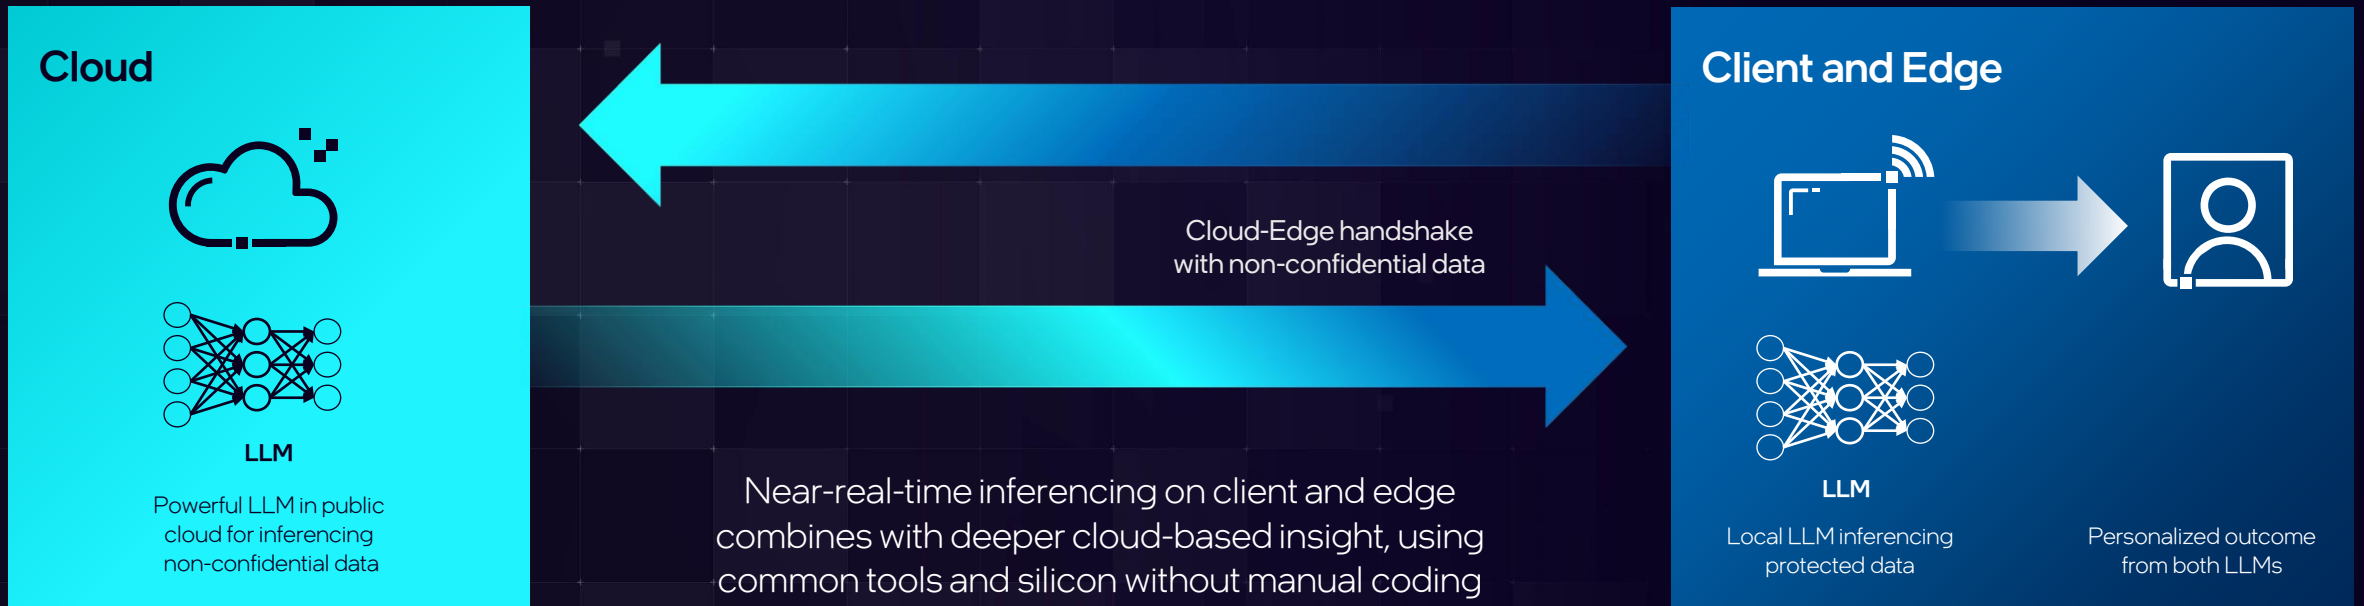 Cloud
LLM
Powerful LLM in public
cloud for inferencing
non-confidential data
Cloud-Edge handshake
with non-confidential data
Near-real-time inferencing on client and edge
combines with deeper cloud-based insight, using
common tools and silicon without manual coding
Client and Edge
LLM
Local LLM inferencing
protected data
Personalized outcome
from both LLMs